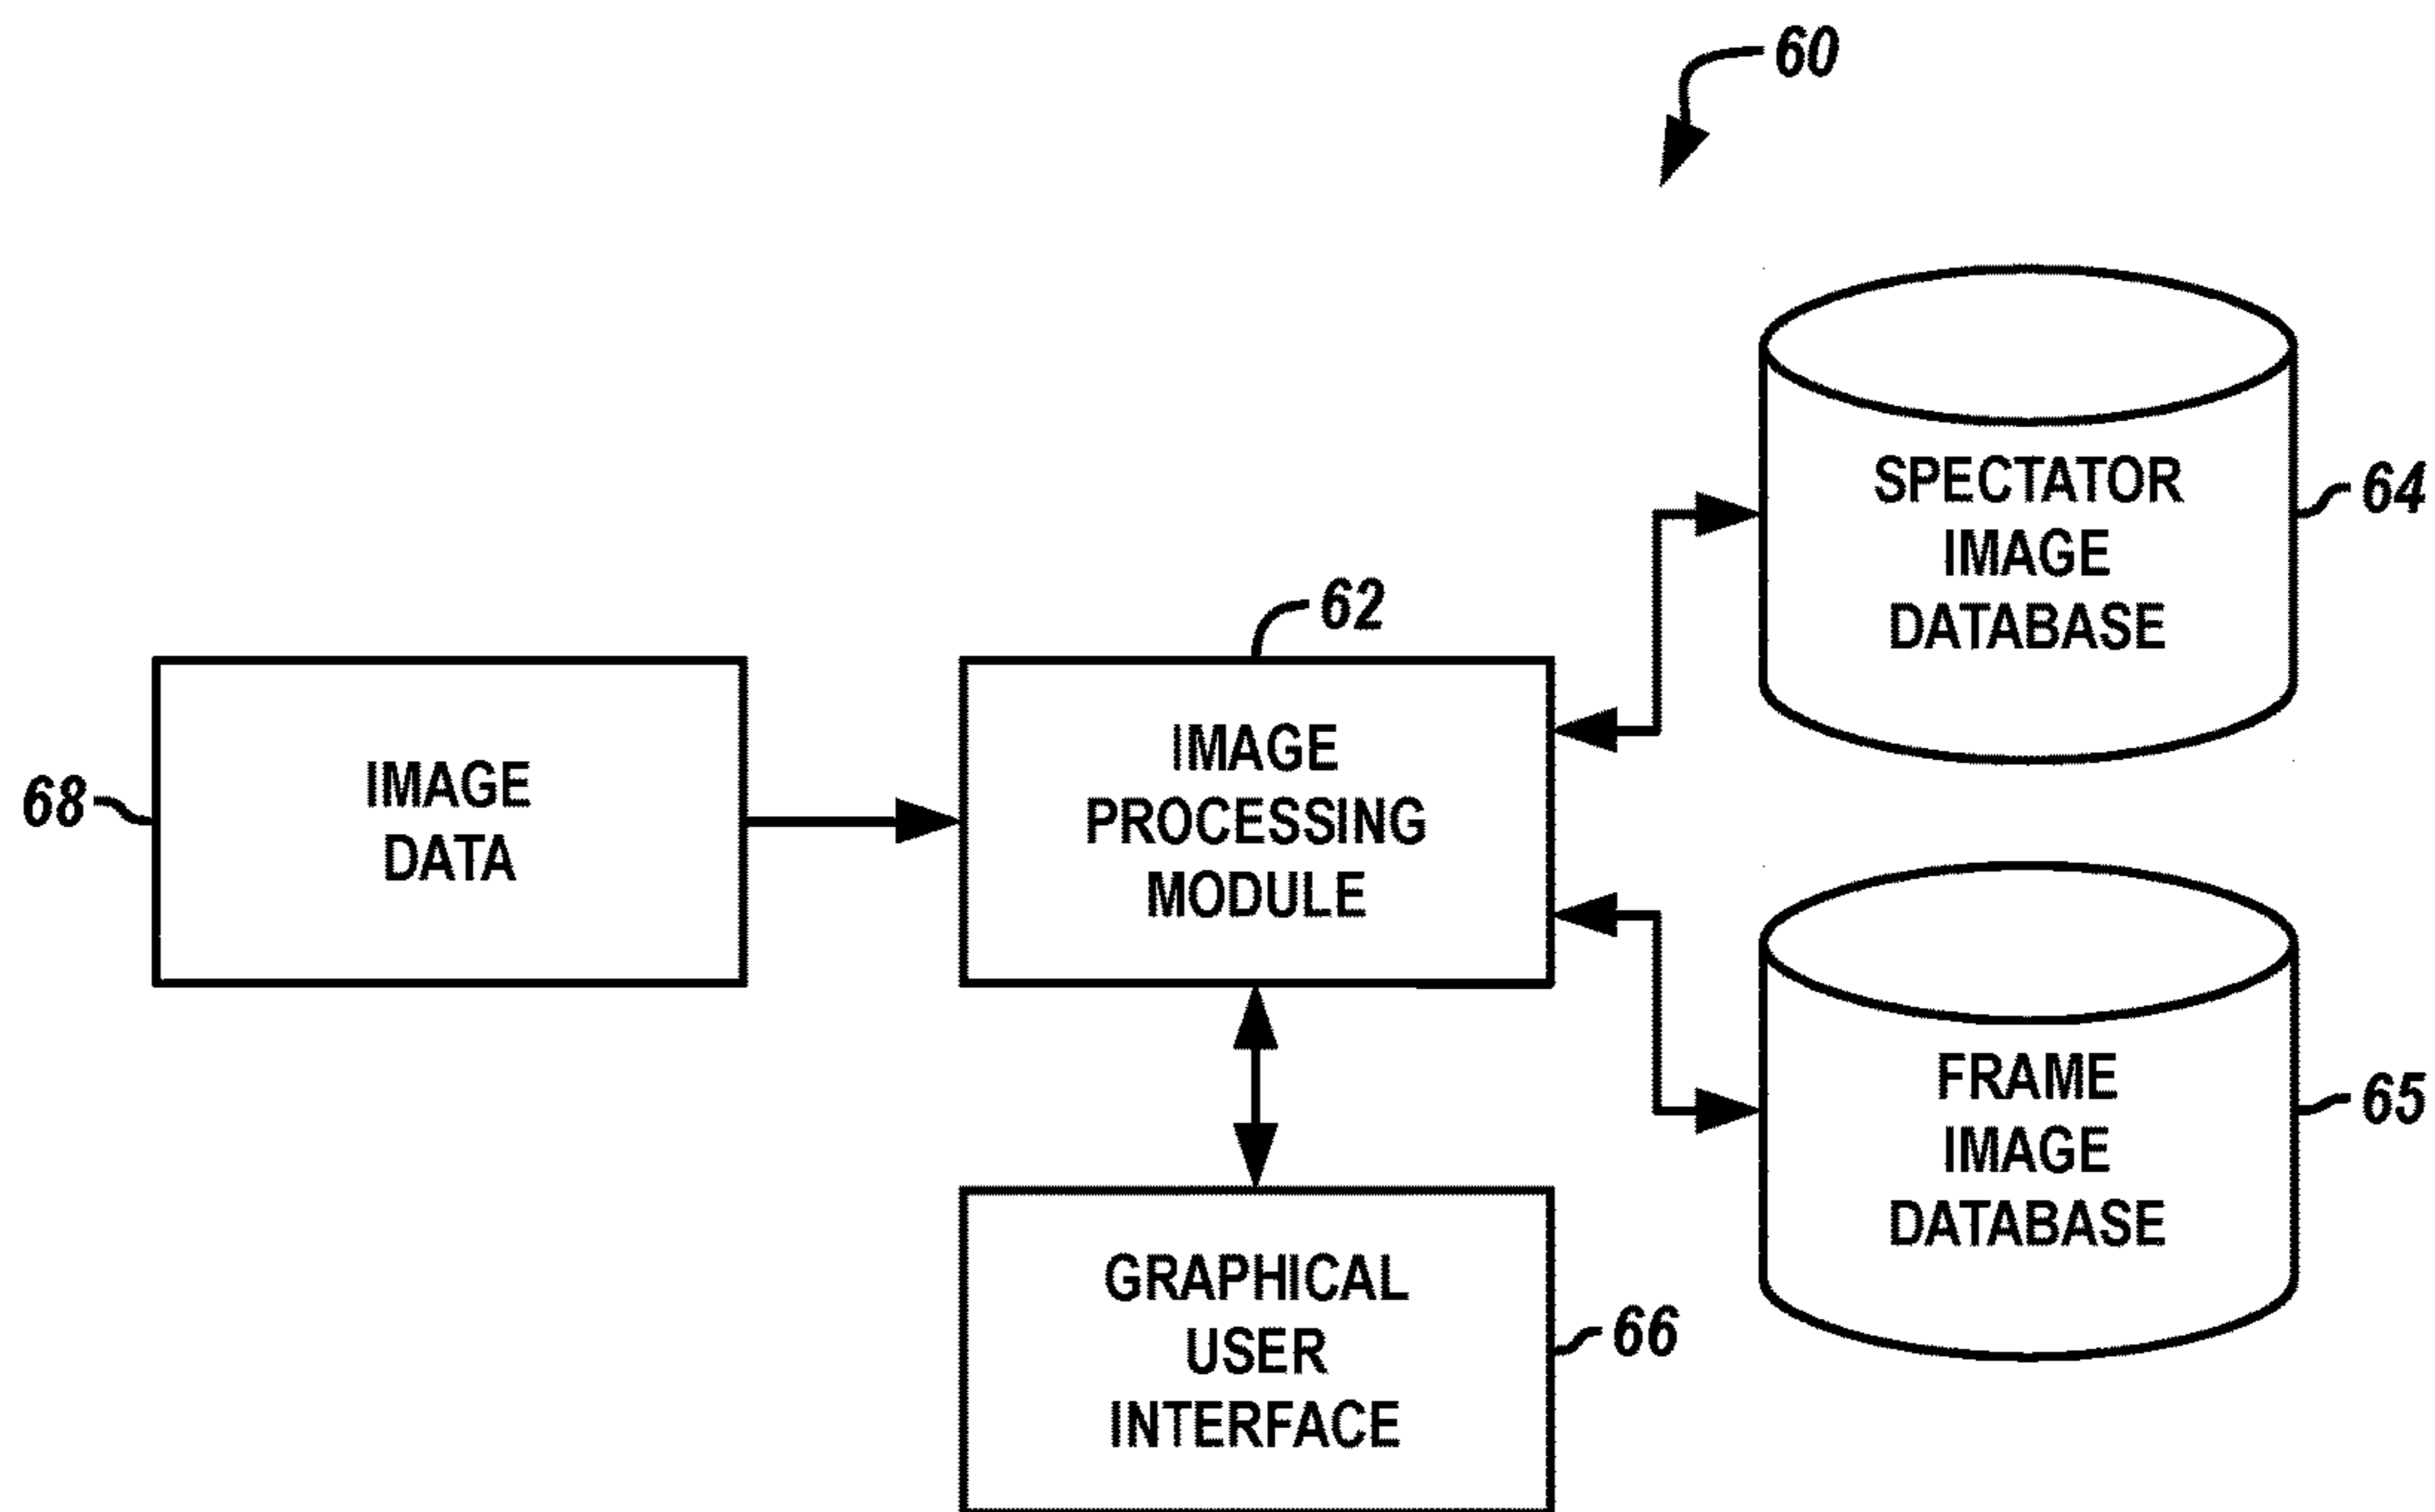 60
SPECTATOR
IMAGE
DATABASE
64
62
IMAGE
DATA
68
IMAGE
PROCESSING
MODULE
FRAME
IMAGE
DATABASE
65
GRAPHICAL
USER
INTERFACE
66